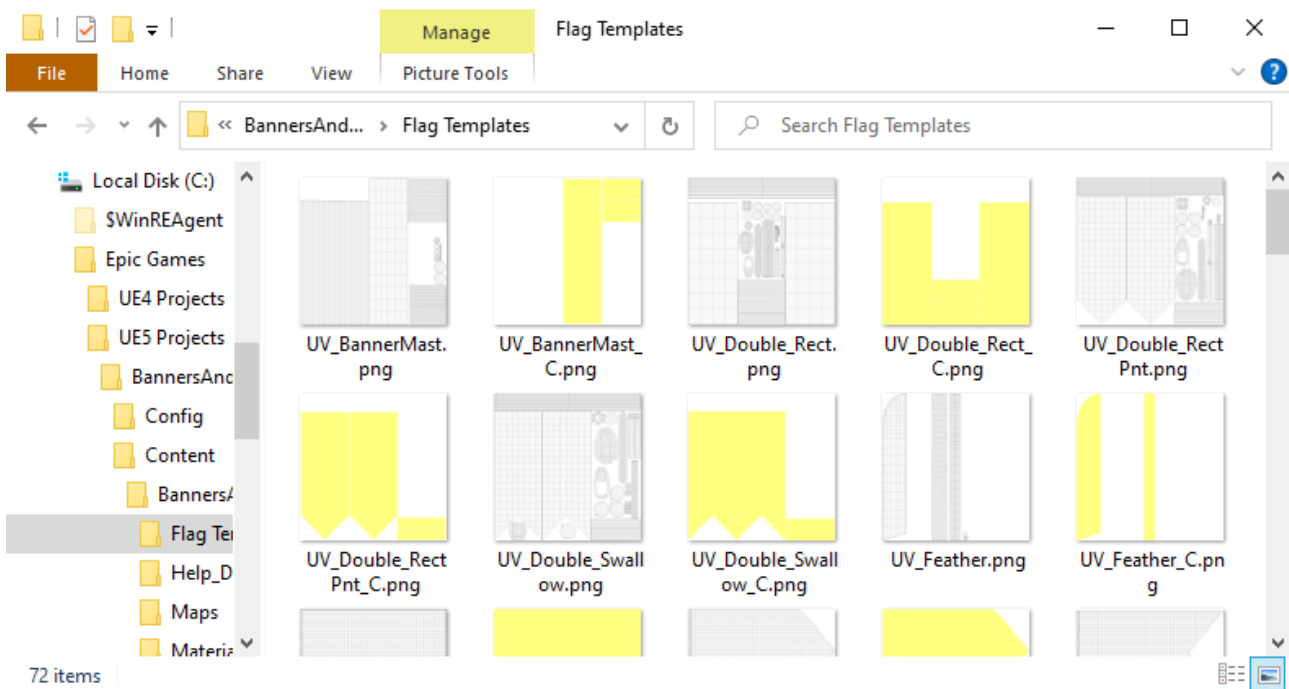 Manage
Flag Templates
File
Home
Share
View
Picture Tools
?
« BannersAnd... > Flag Templates
Search Flag Templates
Local Disk (C:)
$WinREAgent
Epic Games
UE4 Projects
UE5 Projects
BannersAnd
Config
Content
BannersA
Flag Ter
Help_D
Maps
Materia
UV_BannerMast.
png
UV_BannerMast_
C.png
UV_Double_Rect.
png
UV_Double_Rect_
C.png
UV_Double_Rect
Pnt.png
UV_Double_Rect
Pnt_C.png
UV_Double_Swall
ow.png
UV_Double_Swall
ow_C.png
UV_Feather.png
UV_Feather_C.pn
g
72 items